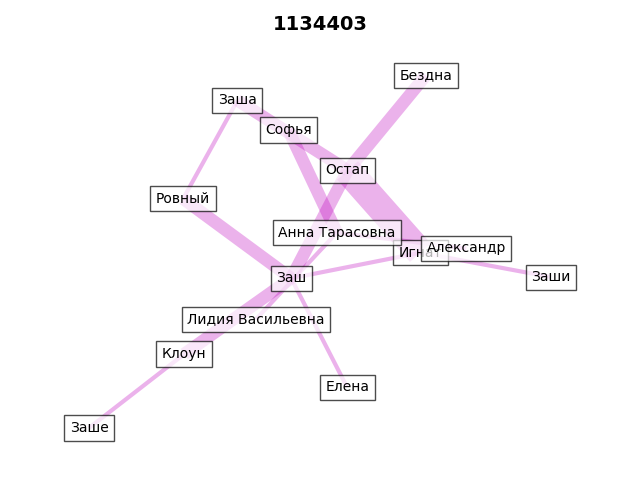 1134403
Бездна
Заша
Софья
Остап
Ровный
Анна Тарасовна
Александр
Игнат
Заши
Заш
Лидия Васильевна
Клоун
Елена
Заше